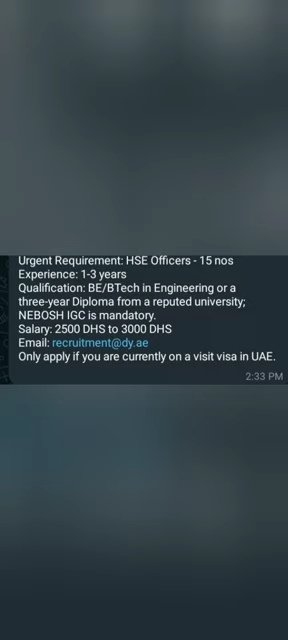 Urgent Requirement: HSE Officers - 15 nos
Experience: 1-3 years
Qualification: BE/BTech in Engineering or a
three-year Diploma from a reputed university;
NEBOSH IGC is mandatory.
Salary: 2500 DHS to 3000 DHS
Email: recruitment@dy.ae
Only apply if you are currently on a visit visa in UAE.
2:33 PM